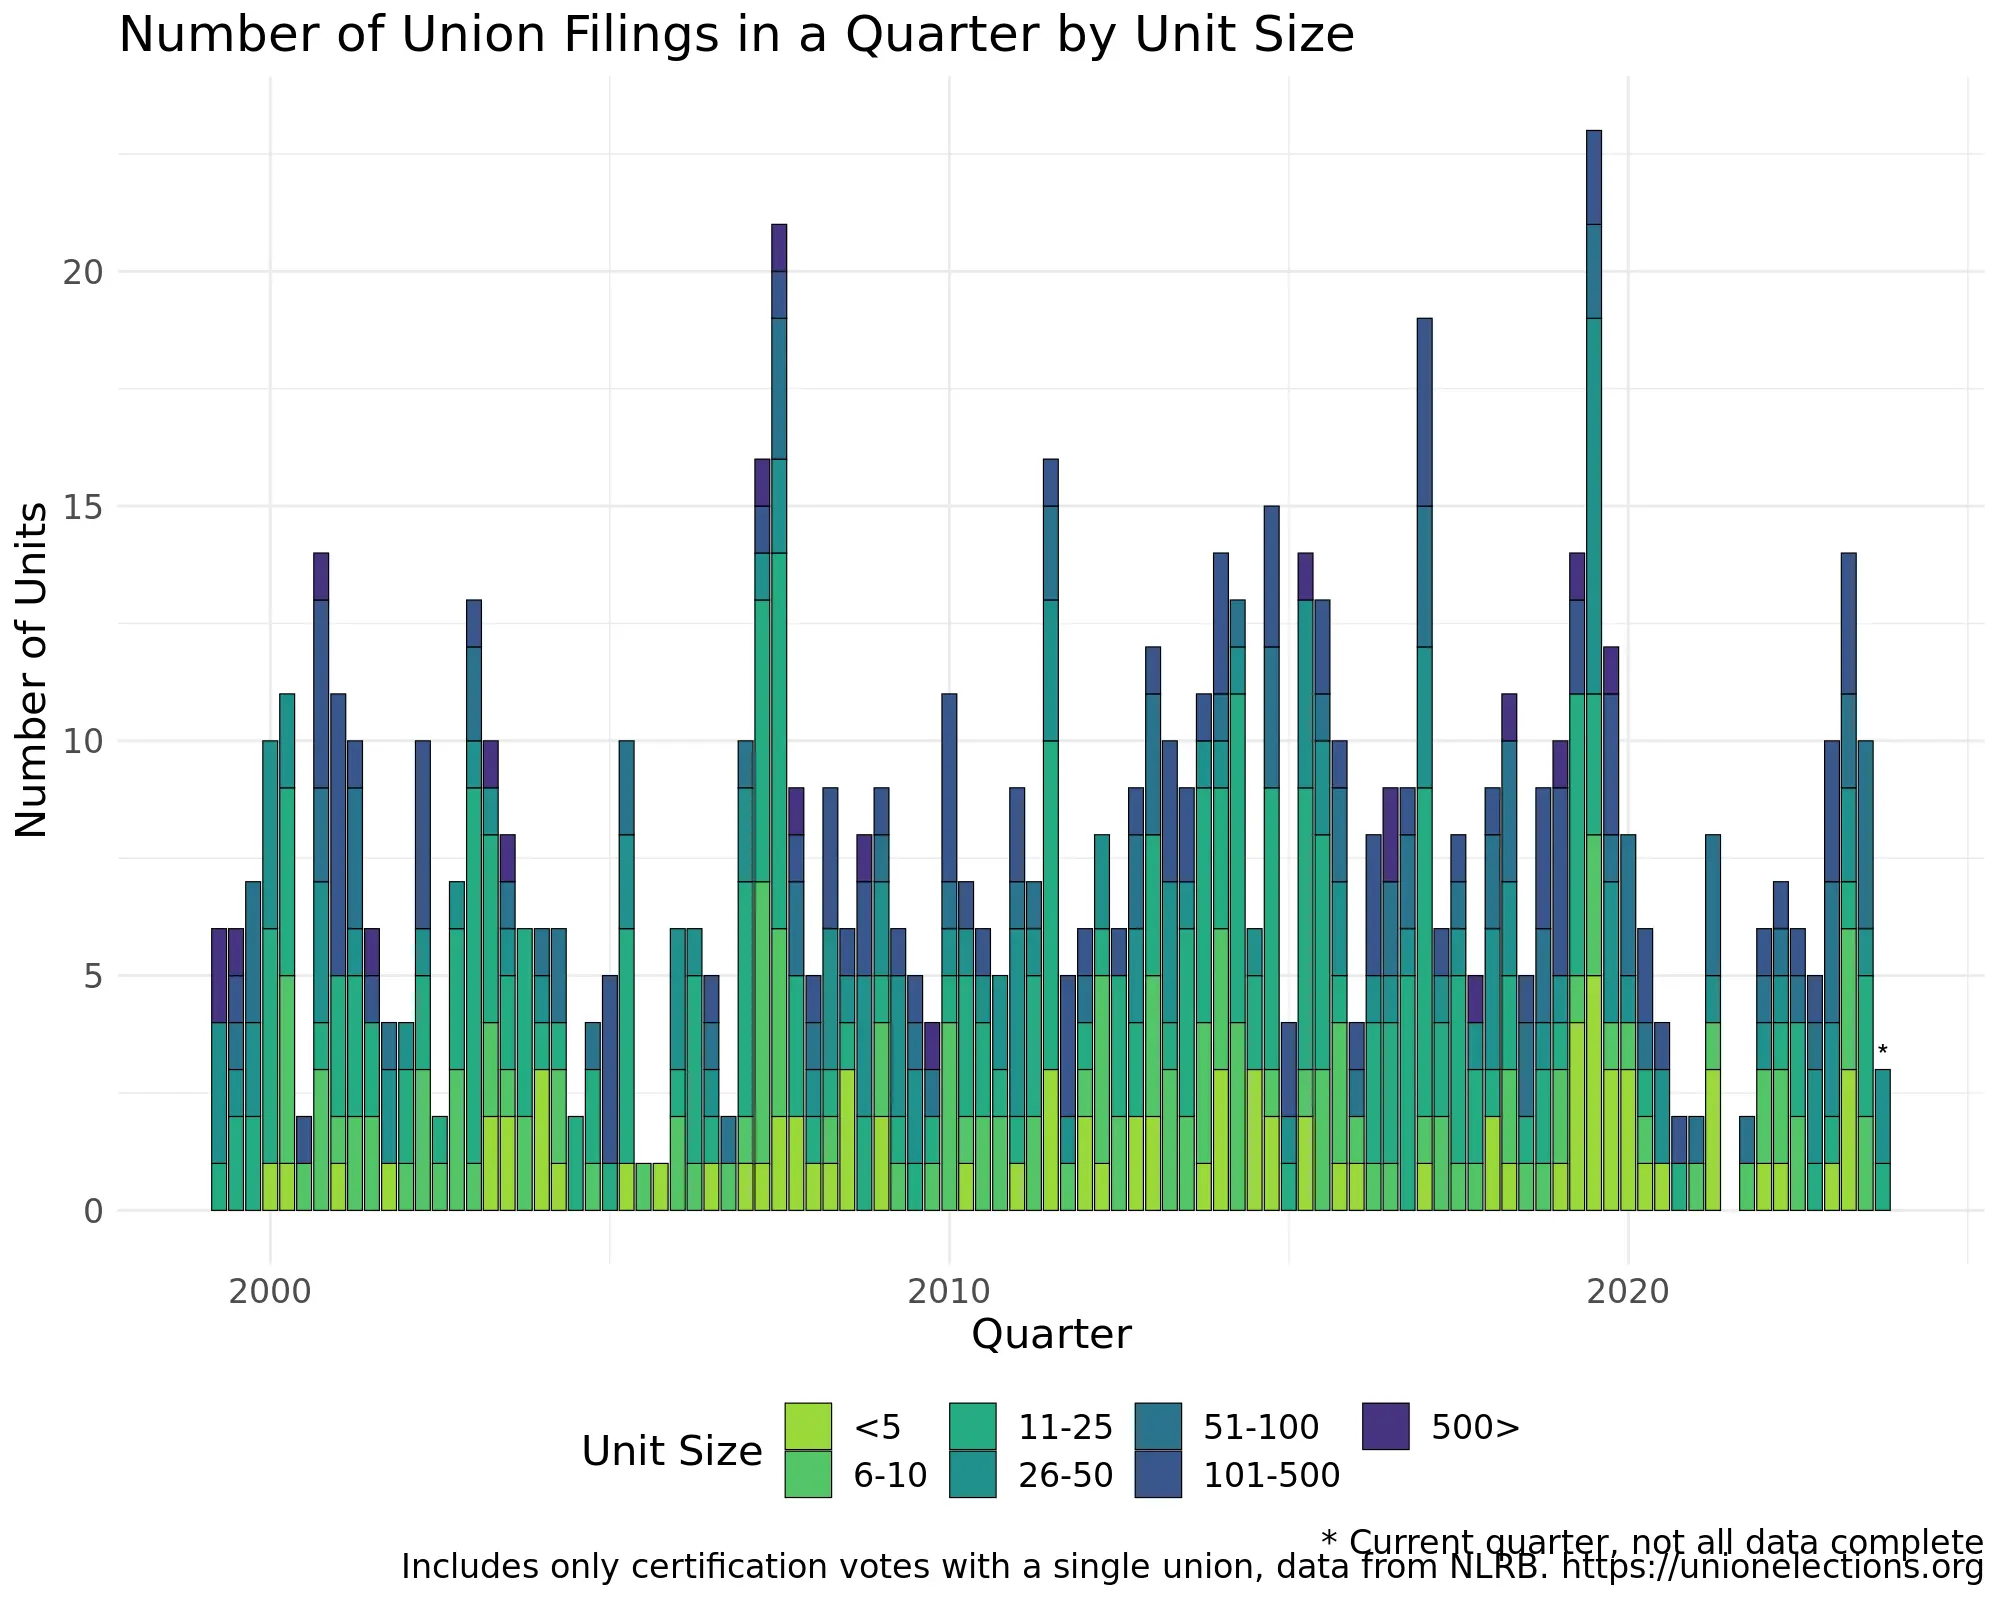 Number of Union Filings in a Quarter by Unit Size
Number of Units
20
15
10
5
0
*
2000 2010 2020
Quarter
Unit Size
<5 11-25 51-100 500>
6-10 26-50 101-500
* Current quarter, not all data complete
Includes only certification votes with a single union, data from NLRB. https://unionelections.org